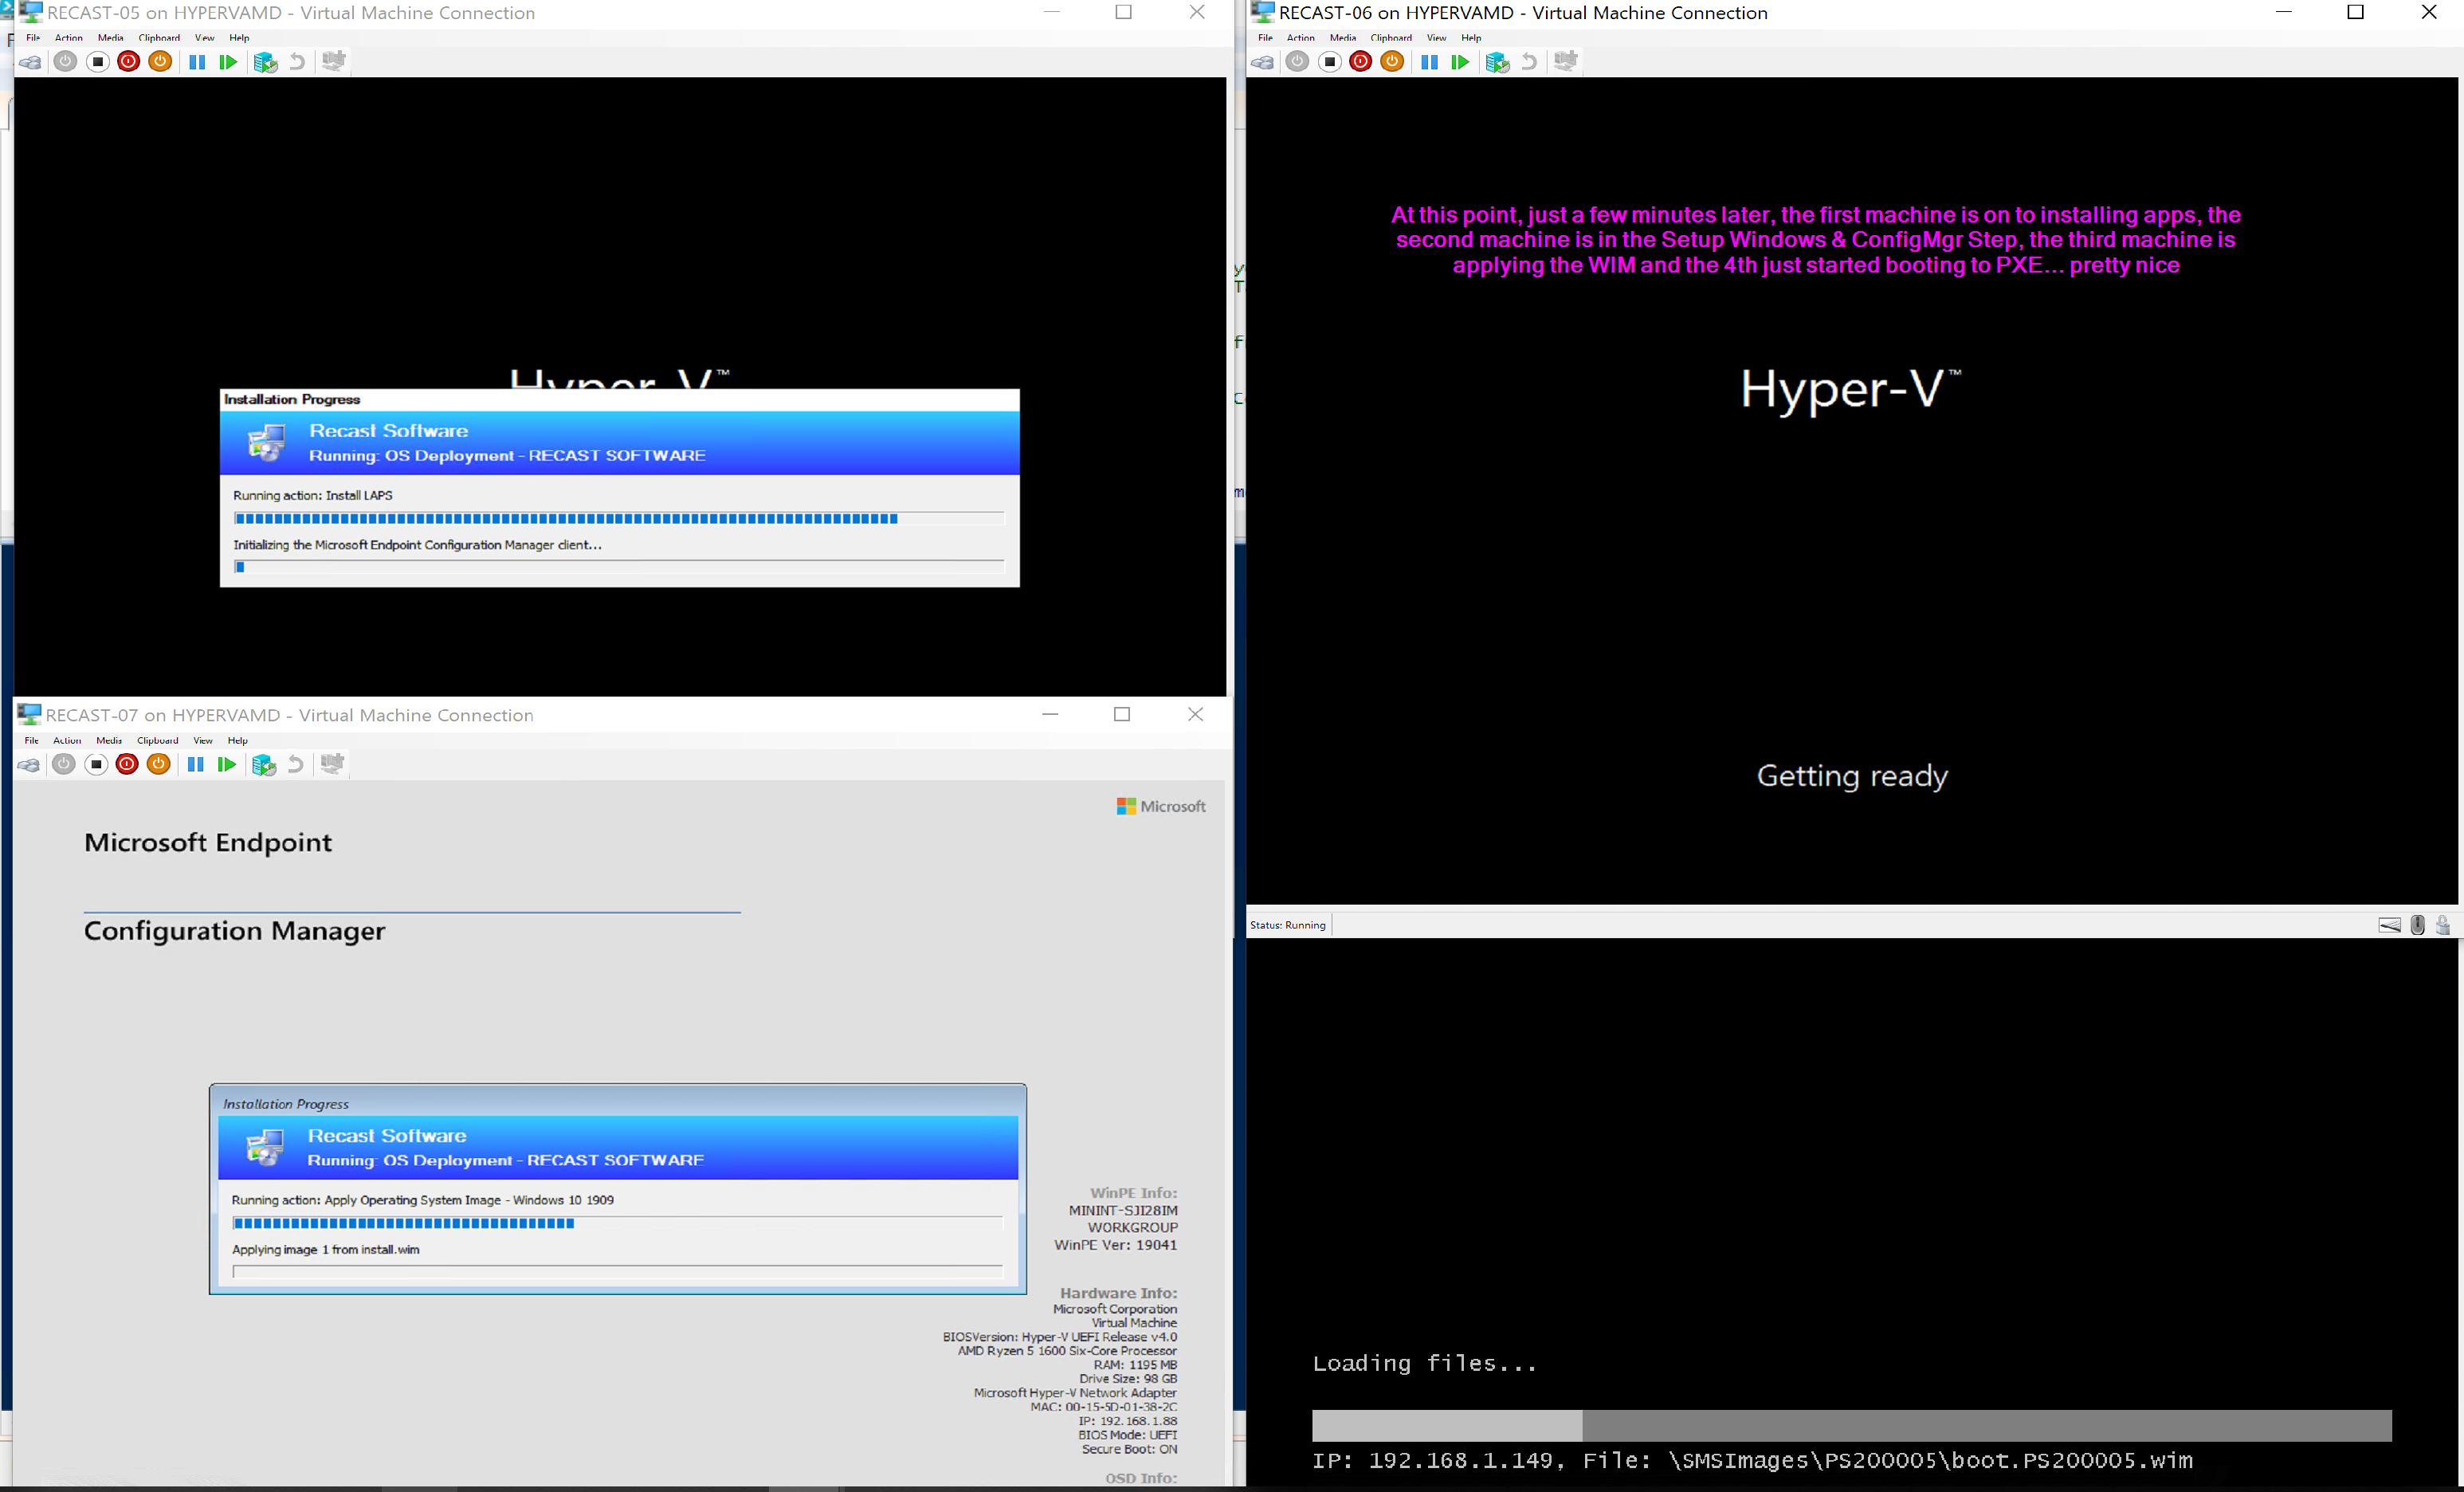 RECAST-05 on HYPERVAMD - Virtual Machine Connection
File Action Media Clipboard View Help
Hyper-V™
Installation Progress
Recast Software
Running: OS Deployment - RECAST SOFTWARE
Running action: Install LAPS
Initializing the Microsoft Endpoint Configuration Manager client...
RECAST-06 on HYPERVAMD - Virtual Machine Connection
File Action Media Clipboard View Help
At this point, just a few minutes later, the first machine is on to installing apps, the
second machine is in the Setup Windows & ConfigMgr Step, the third machine is
applying the WIM and the 4th just started booting to PXE... pretty nice
Hyper-V™
Getting ready
Status: Running
RECAST-07 on HYPERVAMD - Virtual Machine Connection
File Action Media Clipboard View Help
Microsoft
Microsoft Endpoint
Configuration Manager
Installation Progress
Recast Software
Running: OS Deployment - RECAST SOFTWARE
Running action: Apply Operating System Image - Windows 10 1909
Applying image 1 from install.wim
WinPE Info:
MININT-SJI28IM
WORKGROUP
WinPE Ver: 19041
Hardware Info:
Microsoft Corporation
Virtual Machine
BIOSVersion: Hyper-V UEFI Release v4.0
AMD Ryzen 5 1600 Six-Core Processor
RAM: 1195 MB
Drive Size: 98 GB
Microsoft Hyper-V Network Adapter
MAC: 00-15-5D-01-38-2C
IP: 192.168.1.88
BIOS Mode: UEFI
Secure Boot: ON
OSD Info:
Loading files...
IP: 192.168.1.149, File: \SMSImages\PS200005\boot.PS200005.wim